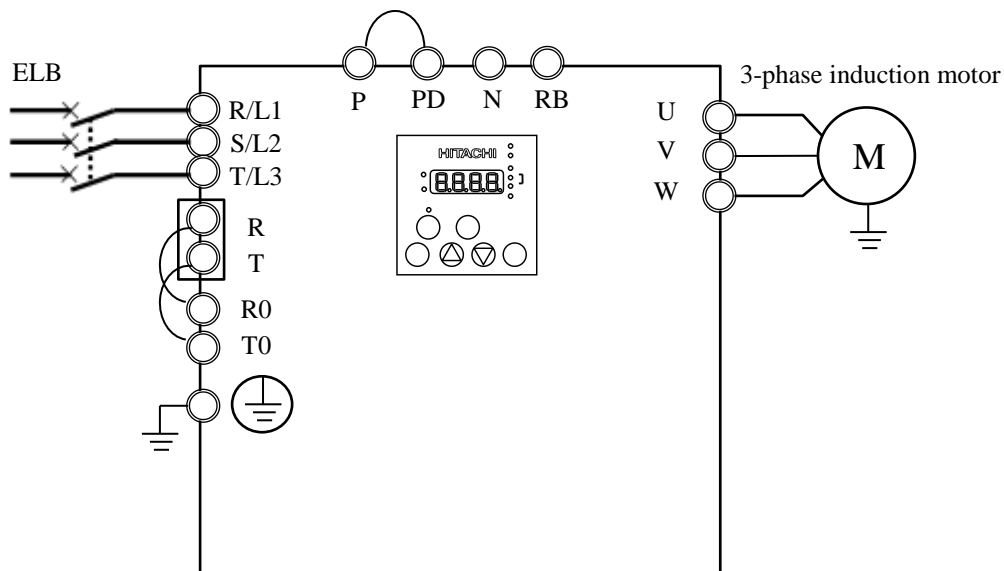 ELB
P
PD
N
RB
3-phase induction motor
R/L1
S/L2
T/L3
R
T
R0
T0
HITACHI
8.8.8.8.
U
V
W
M